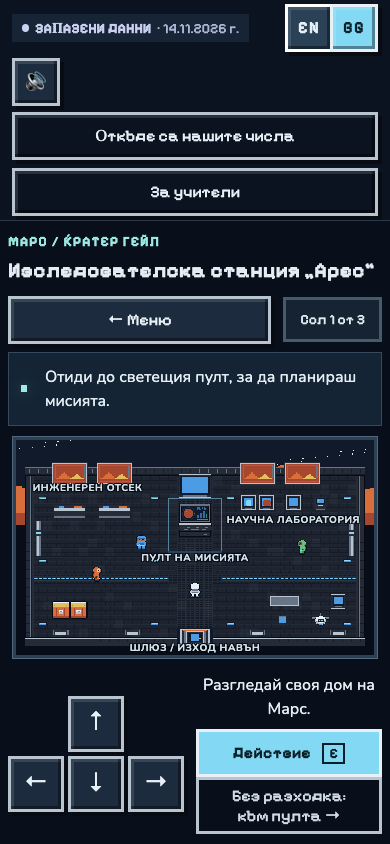 ЗАПАЗЕНИ ДАННИ · 14.11.2026 г.
EN BG
Откъде са нашите числа
За учители
МАРС / КРАТЕР ГЕЙЛ
Изследователска станция „Арес“
← Меню
Сол 1 от 3
Отиди до светещия пулт, за да планираш
мисията.
ИНЖЕНЕРЕН ОТСЕК
НАУЧНА ЛАБОРАТОРИЯ
ПУЛТ НА МИСИЯТА
ШЛЮЗ / ИЗХОД НАВЪН
Разгледай своя дом на
Марс.
↑
← ↓ →
Действие E
Без разходка:
към пулта →